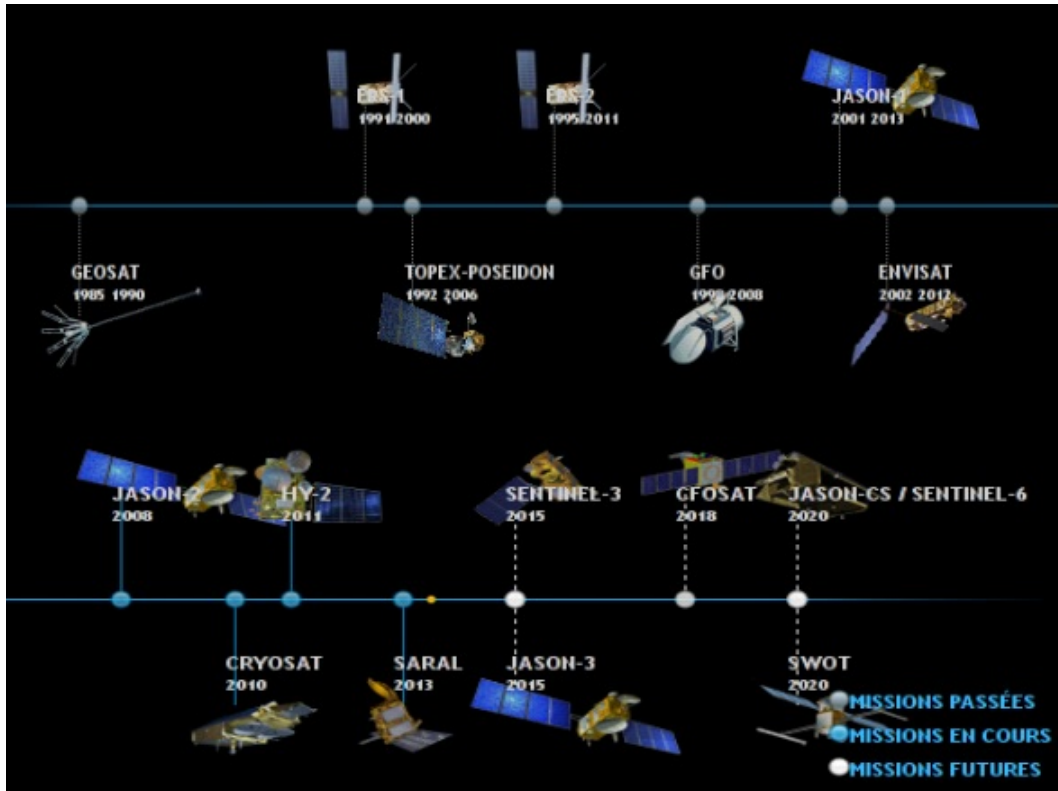 ERS-1
1991 2000
ERS-2
1995 2011
JASON-1
2001 2013
GEOSAT
1985 1990
TOPEX-POSEIDON
1992 2006
GFO
1998 2008
ENVISAT
2002 2012
JASON-2
2008
HY-2
2011
SENTINEL-3
2015
CFOSAT
2018
JASON-CS / SENTINEL-6
2020
CRYOSAT
2010
SARAL
2013
JASON-3
2015
SWOT
2020
MISSIONS PASSÉES
MISSIONS EN COURS
MISSIONS FUTURES